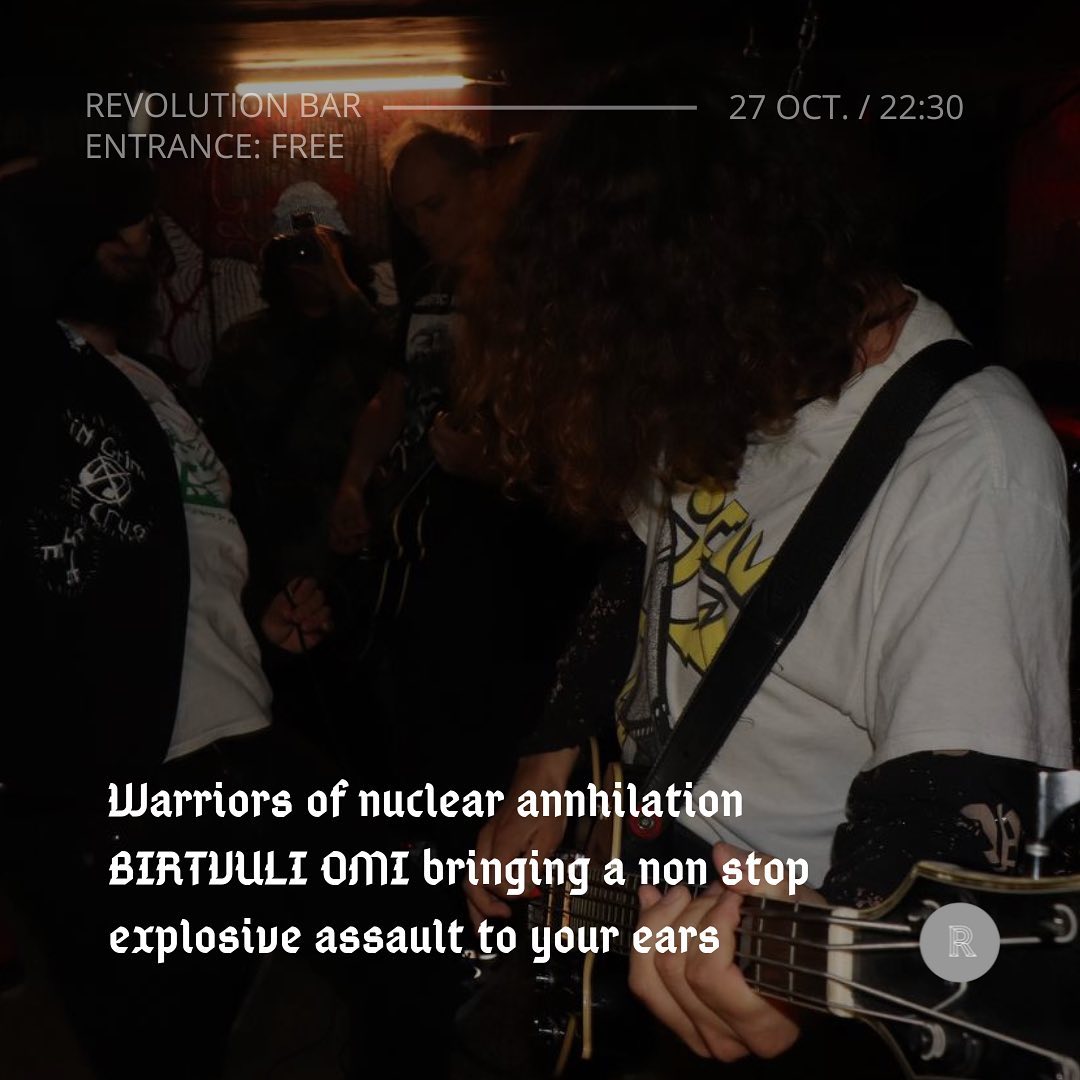 REVOLUTION BAR
27 OCT. / 22:30
ENTRANCE: FREE
Warriors of nuclear annhilation
BIRTVULI OMI bringing a non stop
explosive assault to your ears
R